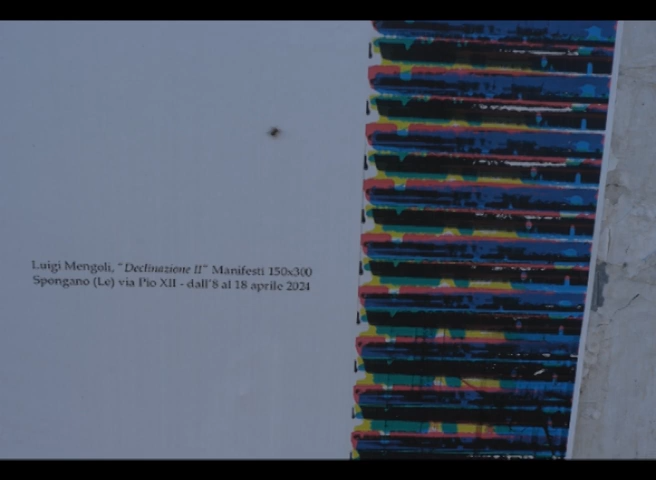 Luigi Mengoli, "Declinazione II" Manifesti 150x300
Spongano (Le) via Pio XII - dall'8 al 18 aprile 2024